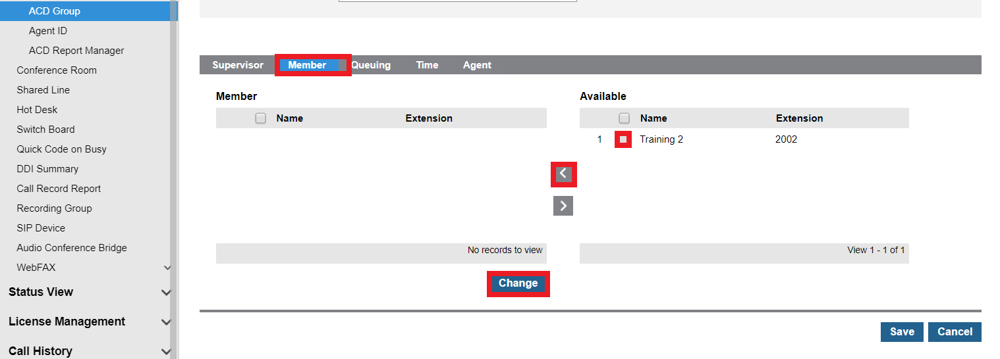 ACD Group
Agent ID
ACD Report Manager
Conference Room
Shared Line
Hot Desk
Switch Board
Quick Code on Busy
DDI Summary
Call Record Report
Recording Group
SIP Device
Audio Conference Bridge
WebFAX
Status View
License Management
Call History
Supervisor Member Queuing Time Agent
Member
Name Extension
No records to view
Change
Available
Name Extension
1 Training 2 2002
View 1 - 1 of 1
Save Cancel